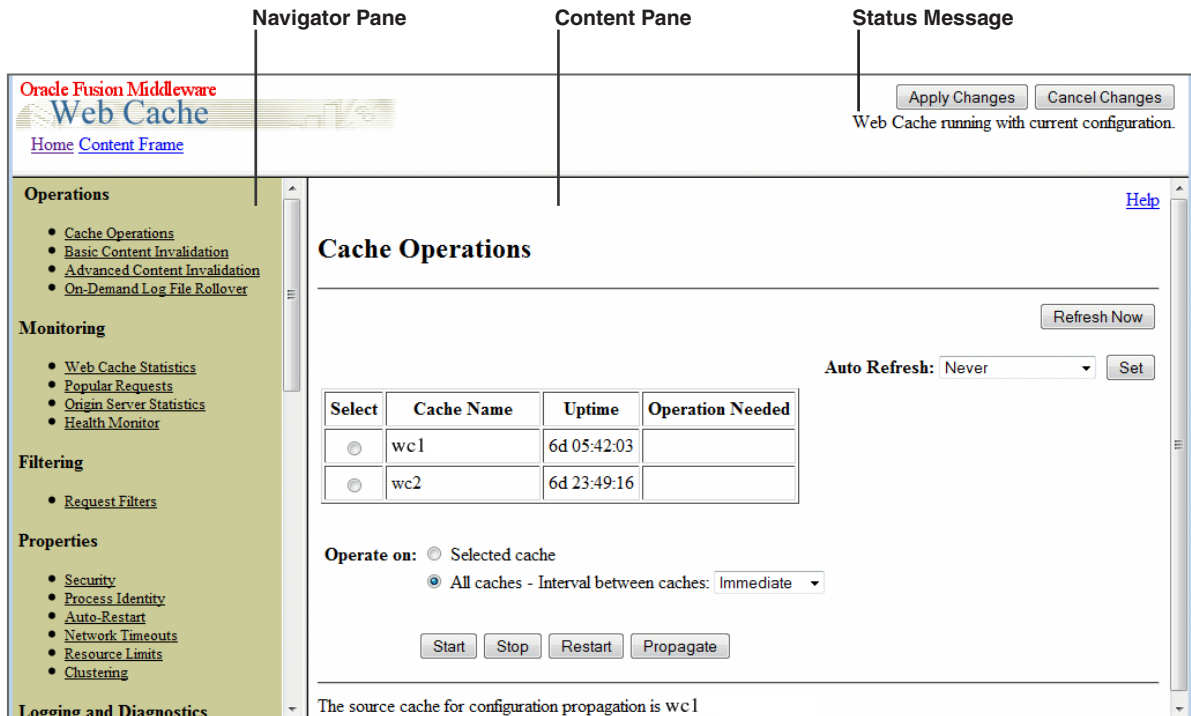 Navigator Pane
Content Pane
Status Message
Oracle Fusion Middleware
Web Cache
Home Content Frame
Apply Changes
Cancel Changes
Web Cache running with current configuration.
Operations
Cache Operations
Basic Content Invalidation
Advanced Content Invalidation
On-Demand Log File Rollover
Monitoring
Web Cache Statistics
Popular Requests
Origin Server Statistics
Health Monitor
Filtering
Request Filters
Properties
Security
Process Identity
Auto-Restart
Network Timeouts
Resource Limits
Clustering
Logging and Diagnostics
Help
Cache Operations
Refresh Now
Auto Refresh: Never Set
Select Cache Name Uptime Operation Needed
wc1 6d 05:42:03
wc2 6d 23:49:16
Operate on: Selected cache
All caches - Interval between caches: Immediate
Start Stop Restart Propagate
The source cache for configuration propagation is wc1